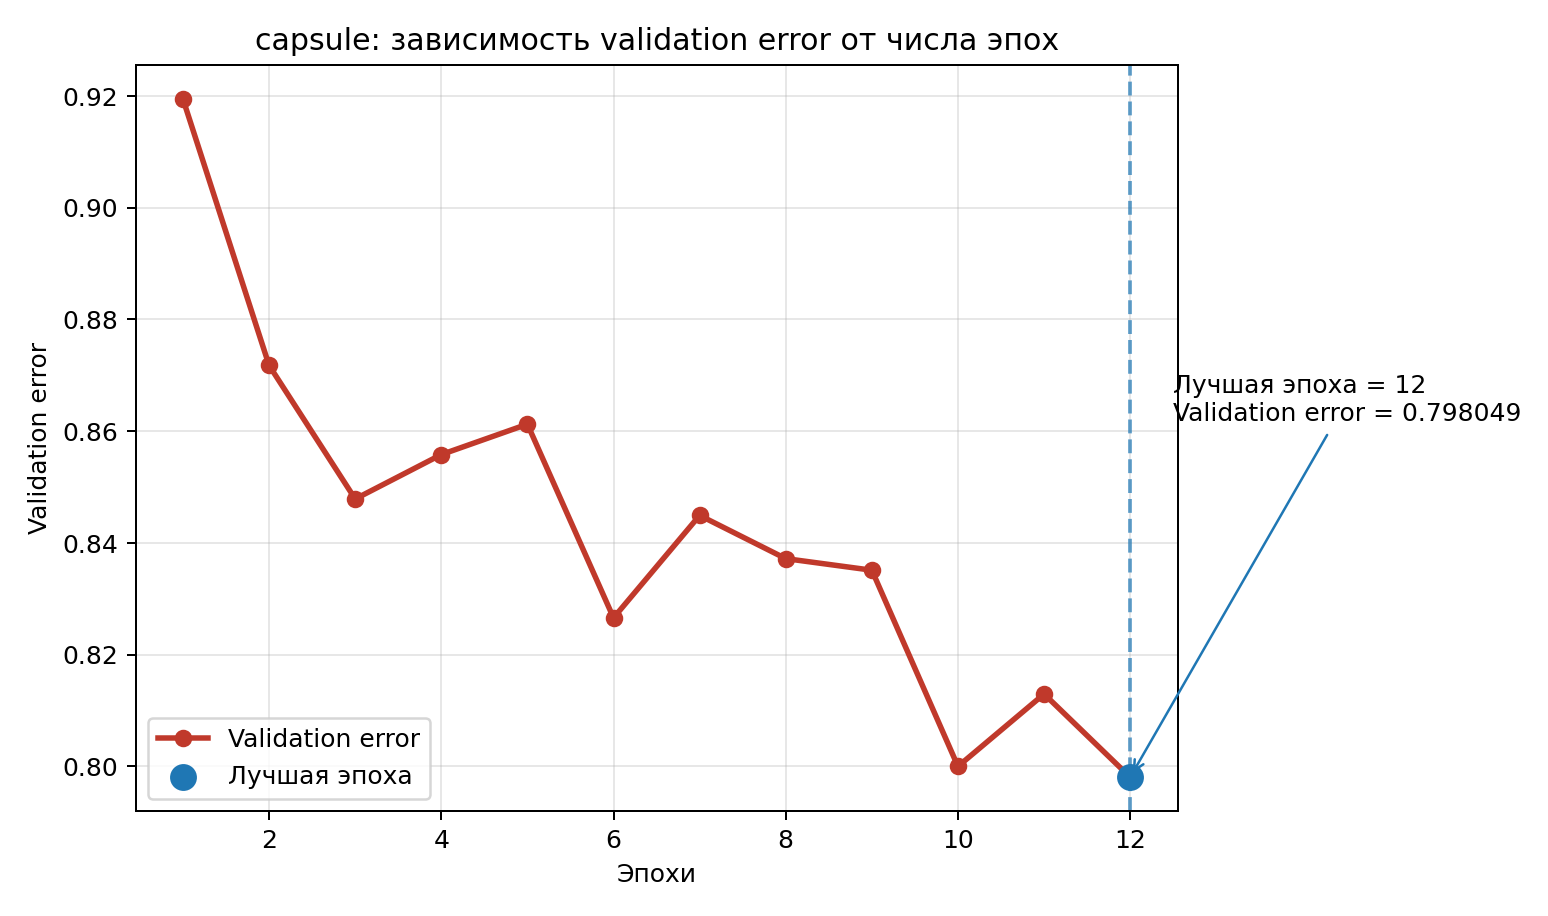 capsule: зависимость validation error от числа эпох
0.92
0.90
0.88
0.86
0.84
0.82
0.80
Validation error
Лучшая эпоха = 12
Validation error = 0.798049
Validation error
Лучшая эпоха
2 4 6 8 10 12
Эпохи